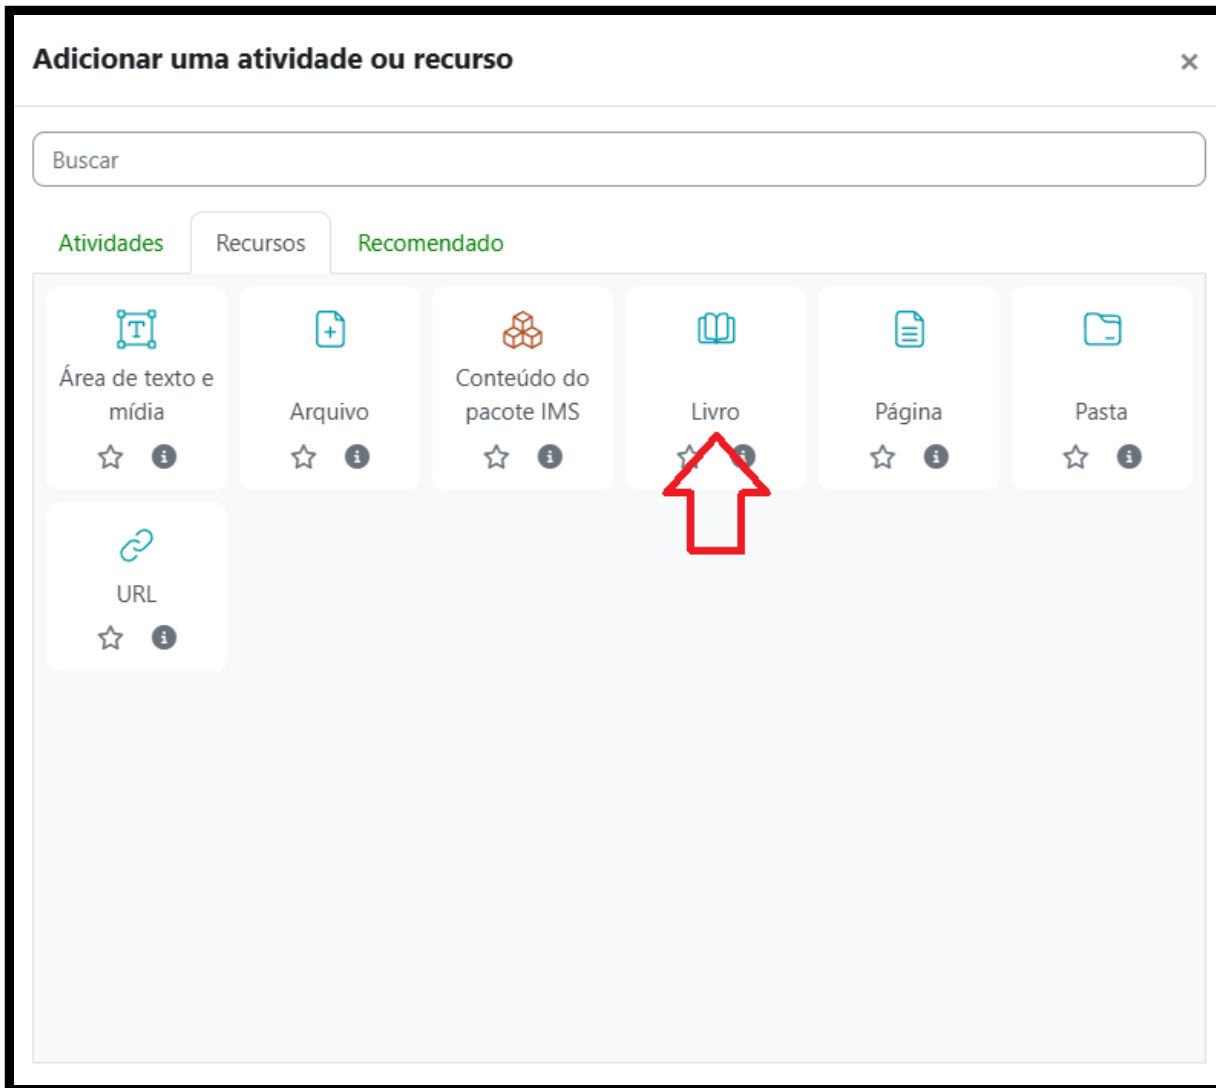 Adicionar uma atividade ou recurso
Buscar
Atividades Recursos Recomendado
Área de texto e
mídia
Arquivo
Conteúdo do
pacote IMS
Livro
Página
Pasta
URL